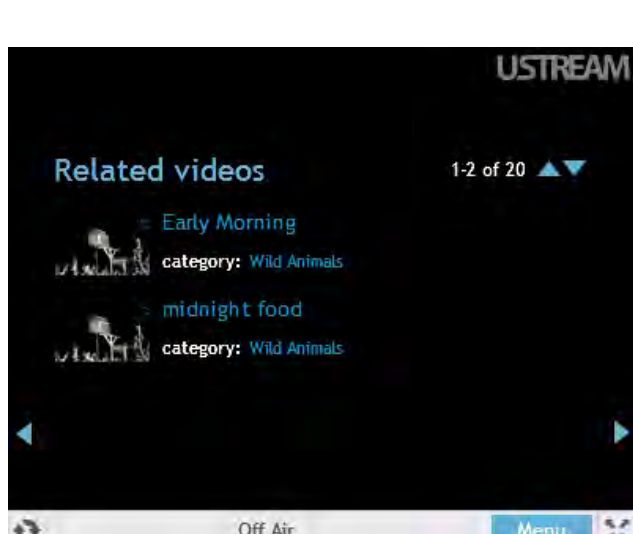 USTREAM
Related videos
1-2 of 20
Early Morning
category: Wild Animals
midnight food
category: Wild Animals
Off Air
Menu